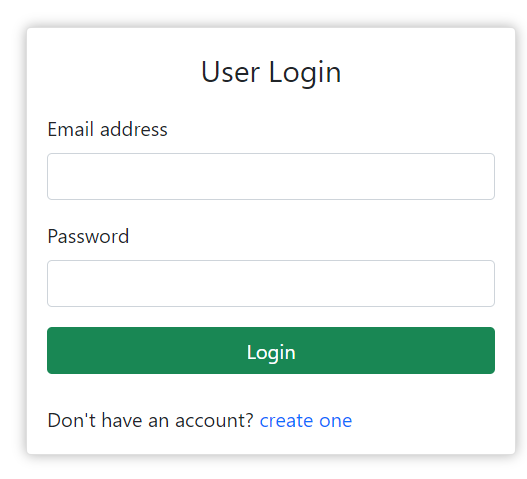 User Login
Email address
Password
Login
Don't have an account? create one